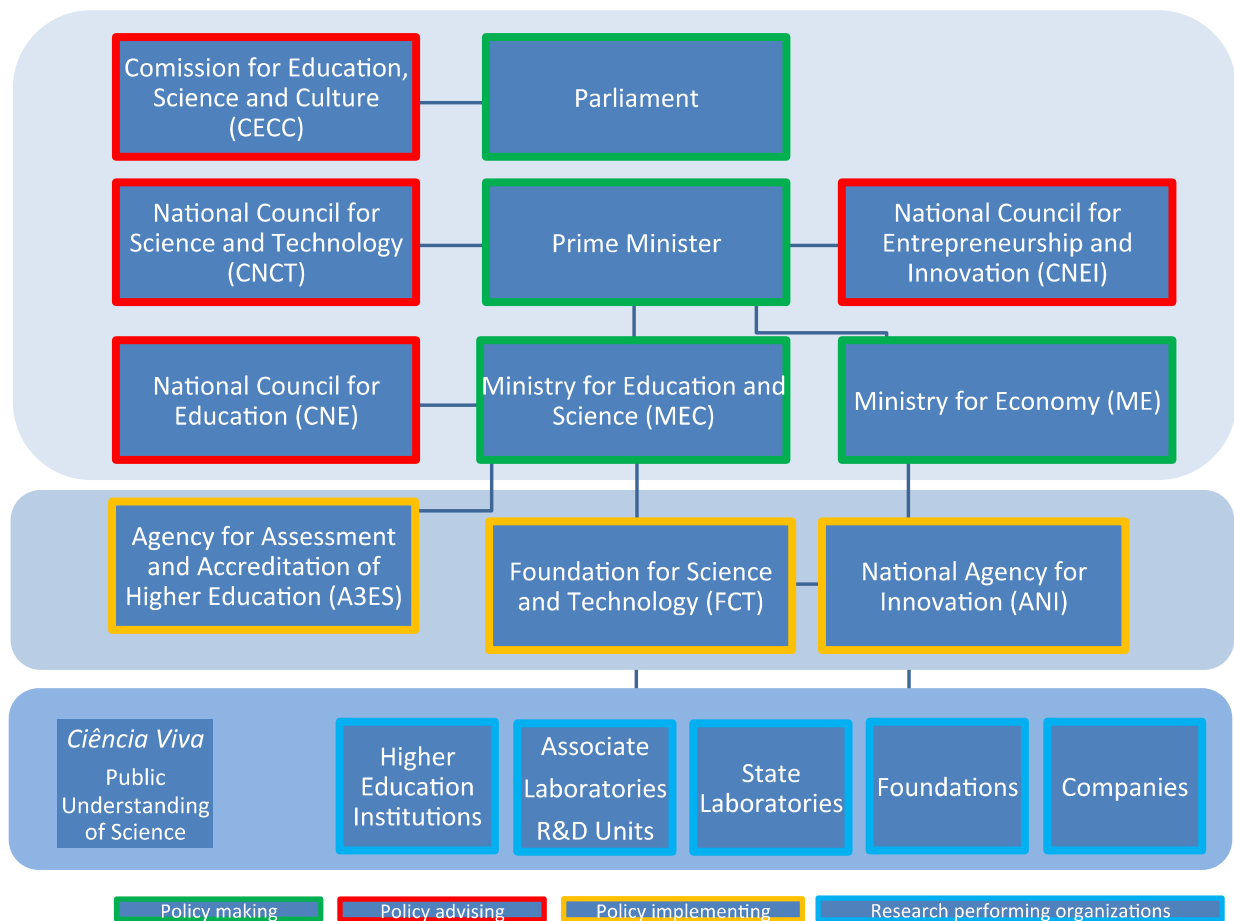 Comission for Education,
Science and Culture
(CECC)
Parliament
National Council for
Science and Technology
(CNCT)
Prime Minister
National Council for
Entrepreneurship and
Innovation (CNEI)
National Council for
Education (CNE)
Ministry for Education and
Science (MEC)
Ministry for Economy (ME)
Agency for Assessment
and Accreditation of
Higher Education (A3ES)
Foundation for Science
and Technology (FCT)
National Agency for
Innovation (ANI)
Ciência Viva
Public
Understanding
of Science
Higher
Education
Institutions
Associate
Laboratories
R&D Units
State
Laboratories
Foundations
Companies
Policy making
Policy advising
Policy implementing
Research performing organizations